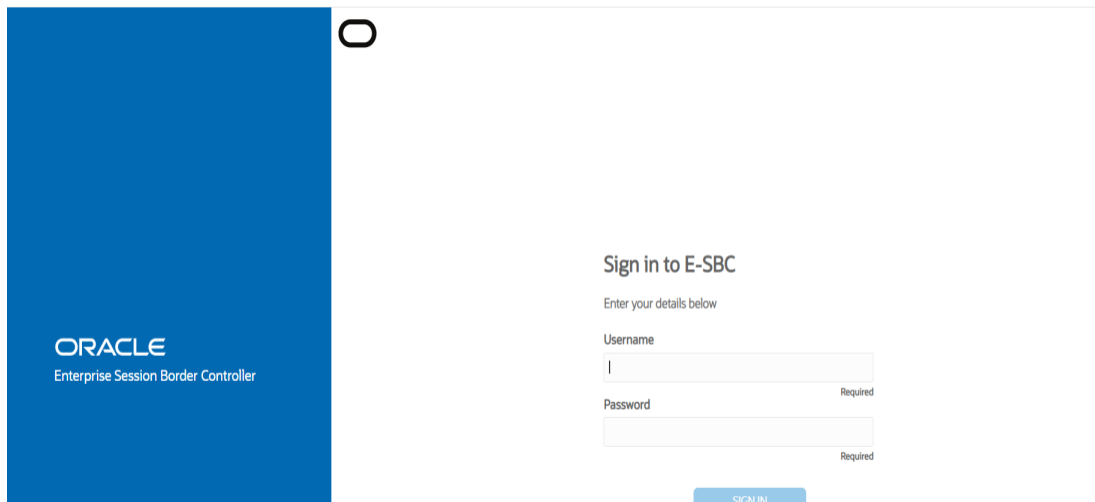 ORACLE
Enterprise Session Border Controller
Sign in to E-SBC
Enter your details below
Username
Required
Password
Required
SIGN IN